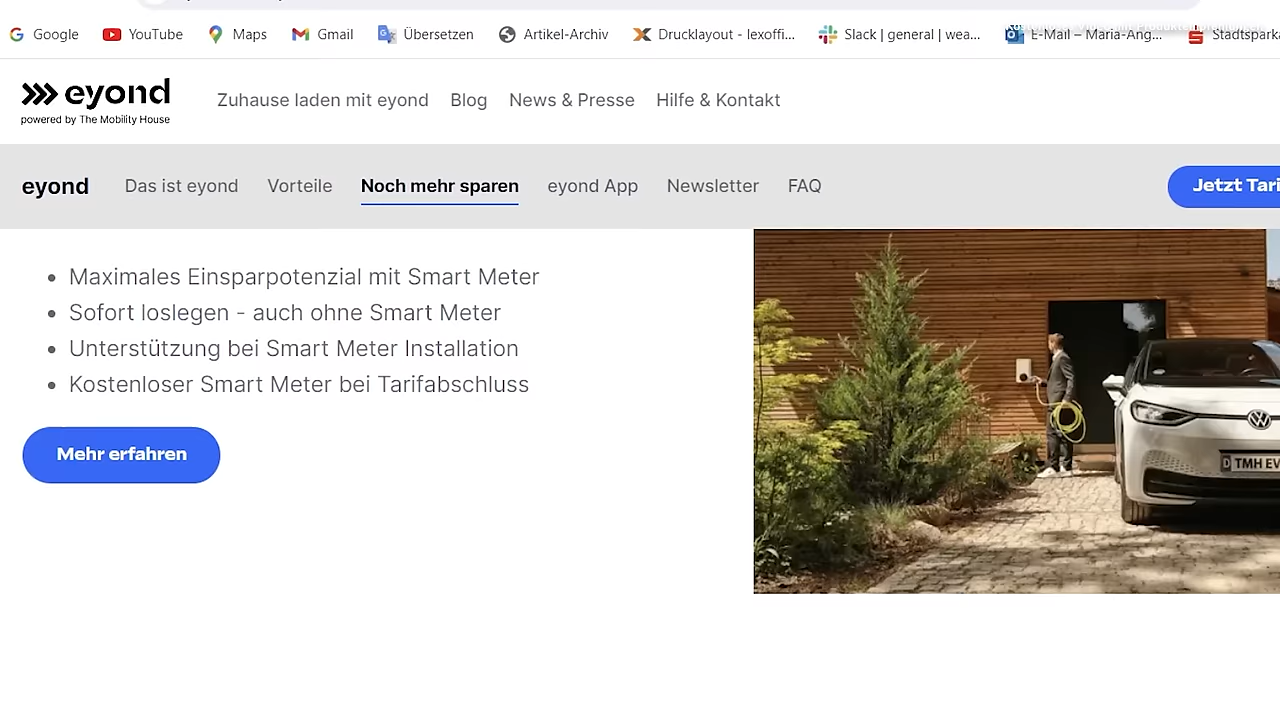 Google YouTube Maps Gmail Übersetzen Artikel-Archiv Drucklayout - lexoffi... Slack | general | wea... E-Mail – Maria-Ang... Stadtsparka
eyond
powered by The Mobility House
Zuhause laden mit eyond Blog News & Presse Hilfe & Kontakt
eyond Das ist eyond Vorteile Noch mehr sparen eyond App Newsletter FAQ Jetzt Tari
• Maximales Einsparpotenzial mit Smart Meter
• Sofort loslegen - auch ohne Smart Meter
• Unterstützung bei Smart Meter Installation
• Kostenloser Smart Meter bei Tarifabschluss
Mehr erfahren
TMH EV